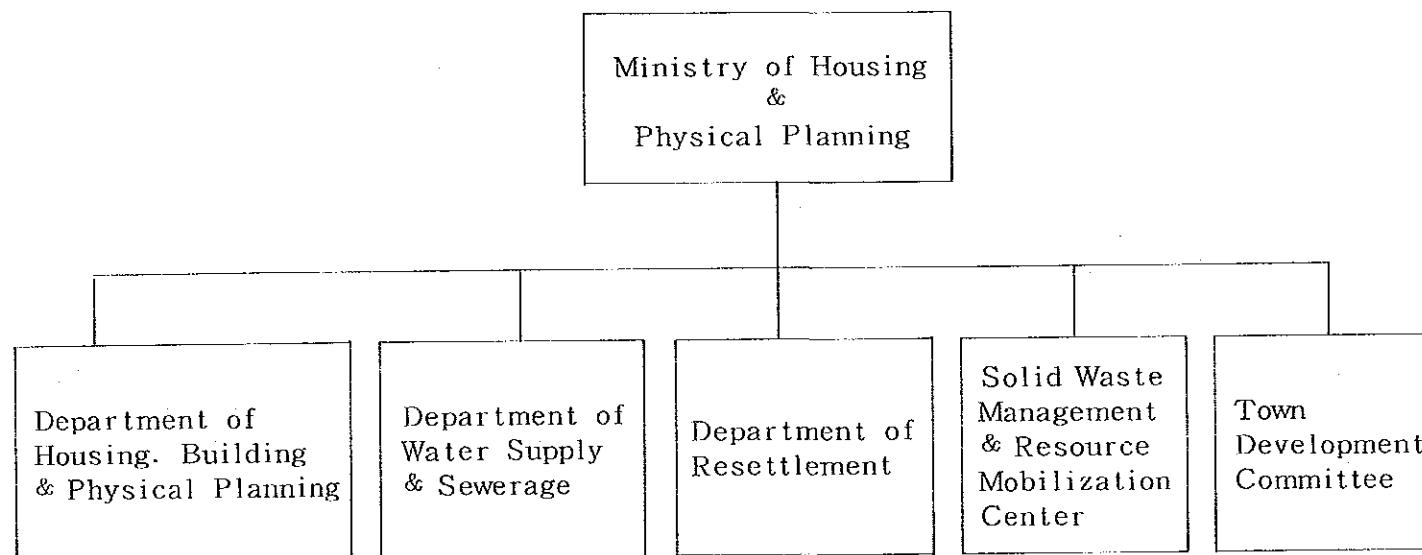 Ministry of Housing
&
Physical Planning
Department of
Housing. Building
& Physical Planning
Department of
Water Supply
& Sewerage
Department of
Resettlement
Solid Waste
Management
& Resource
Mobilization
Center
Town
Development
Committee